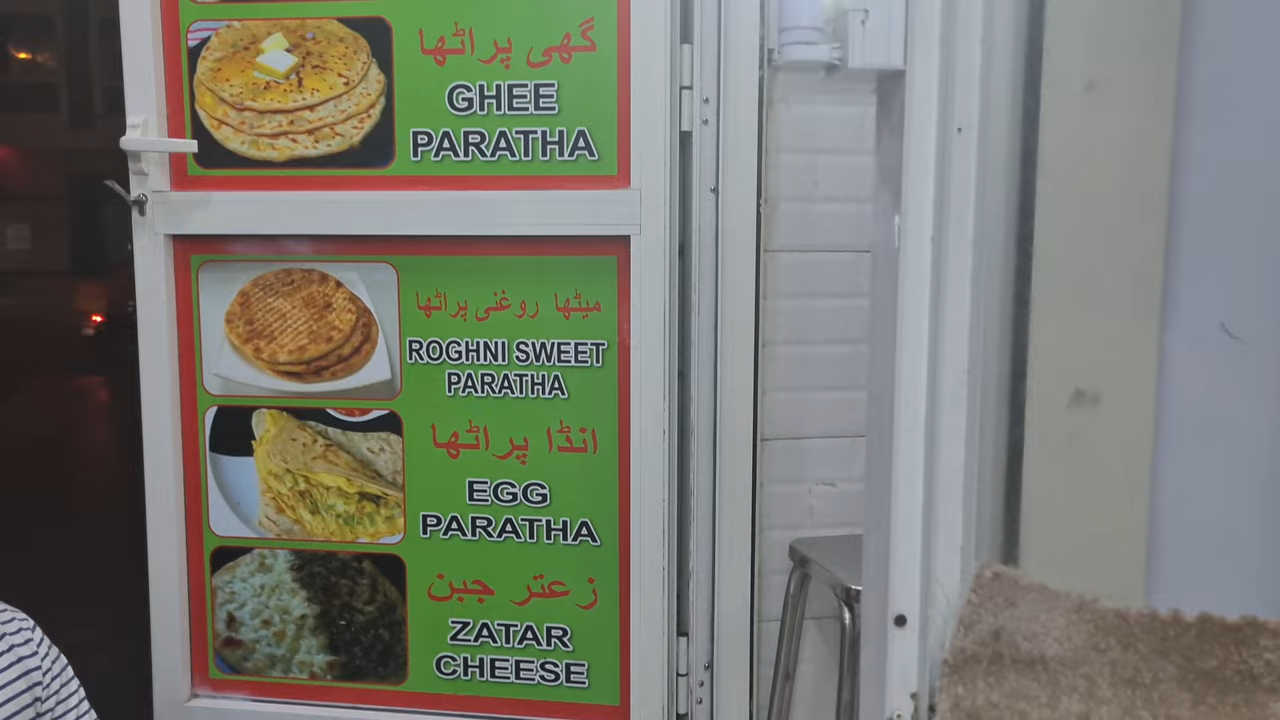 گھی پراٹھا
GHEE
PARATHA
میٹھا روغنی پراٹھا
ROGHNI SWEET
PARATHA
انڈا پراٹھا
EGG
PARATHA
زعتر جبن
ZATAR
CHEESE